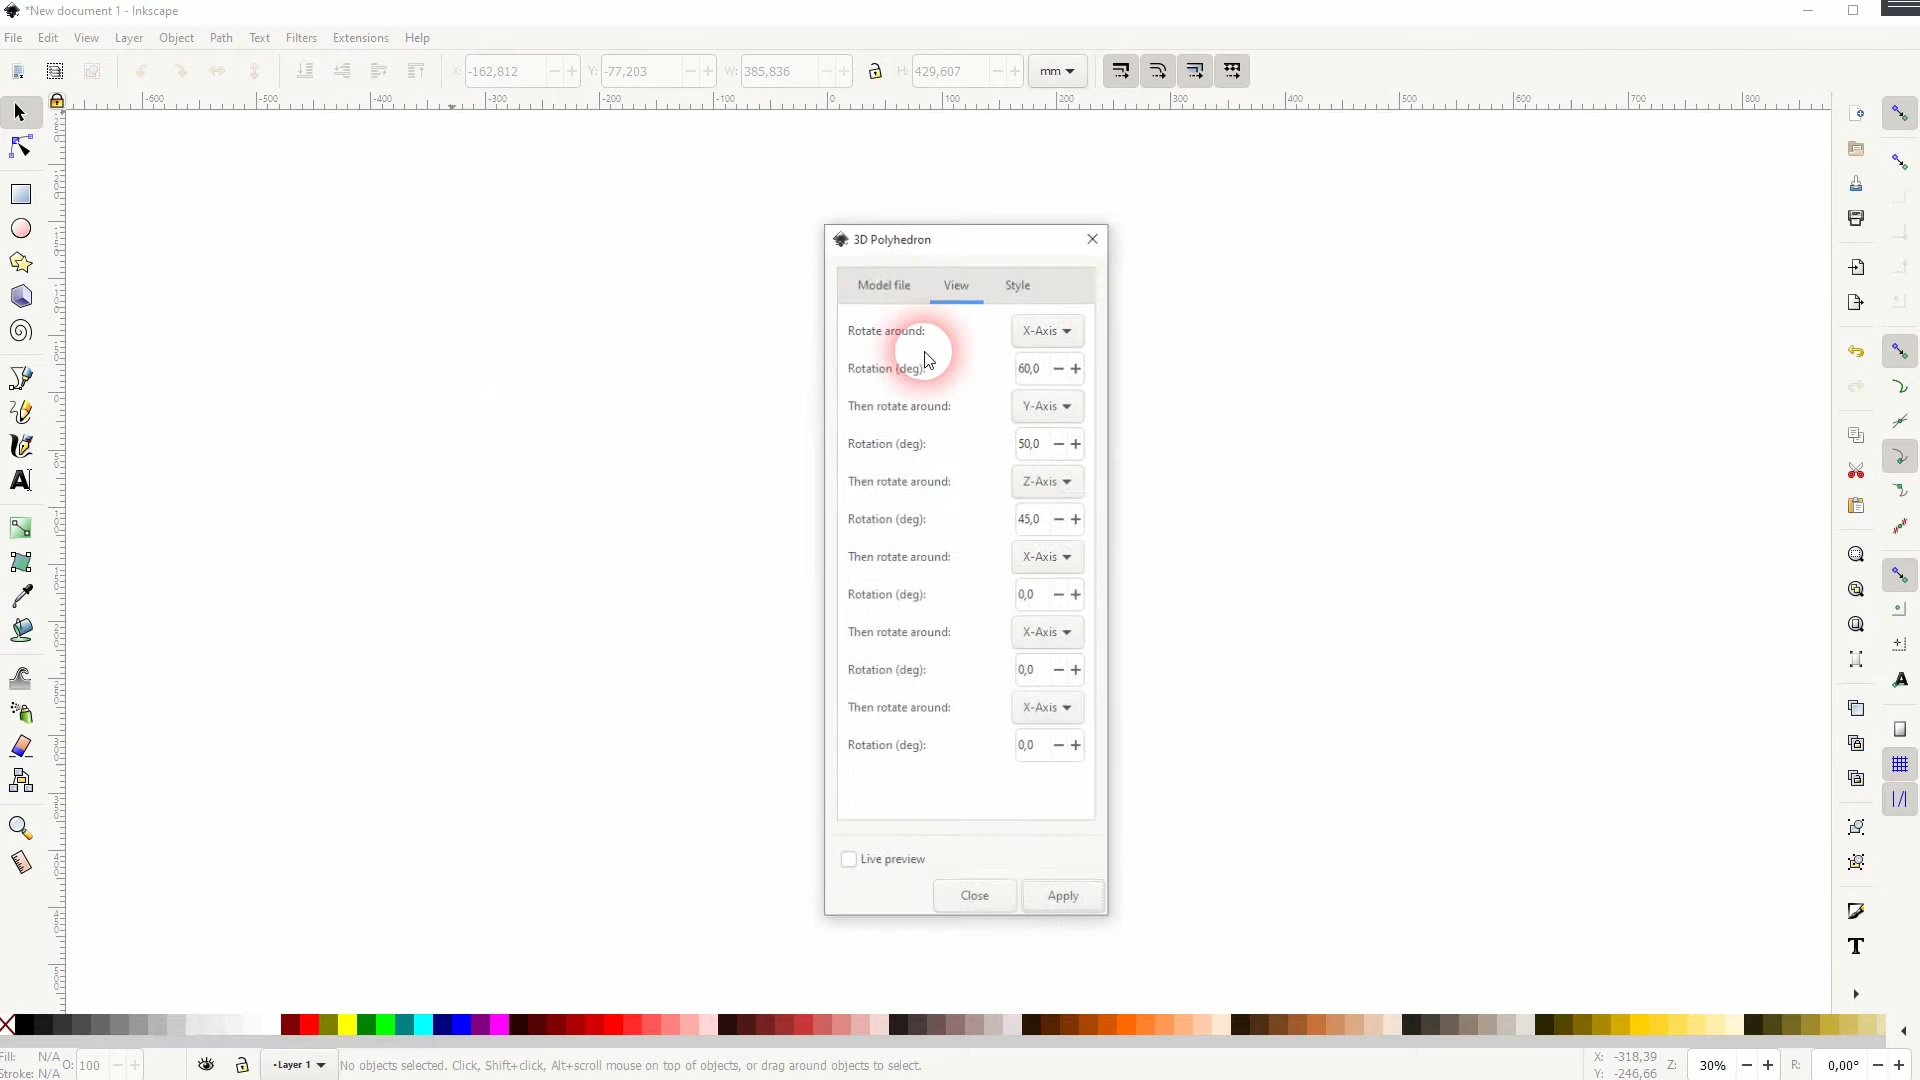 *New document 1 - Inkscape
File Edit View Layer Object Path Text Filters Extensions Help
X: -162,812 Y: -77,203 W: 385,836 H: 429,607 mm
-600 -500 -400 -300 -200 -100 0 100 200 300 400 500 600 700 800
3D Polyhedron
Model file View Style
Rotate around: X-Axis
Rotation (deg): 60,0
Then rotate around: Y-Axis
Rotation (deg): 50,0
Then rotate around: Z-Axis
Rotation (deg): 45,0
Then rotate around: X-Axis
Rotation (deg): 0,0
Then rotate around: X-Axis
Rotation (deg): 0,0
Then rotate around: X-Axis
Rotation (deg): 0,0
Live preview
Close Apply
Fill: N/A O: 100 -Layer 1 No objects selected. Click, Shift+click, Alt+scroll mouse on top of objects, or drag around objects to select. X: -318,39 Z: 30% R: 0,00°
Stroke: N/A Y: -246,66